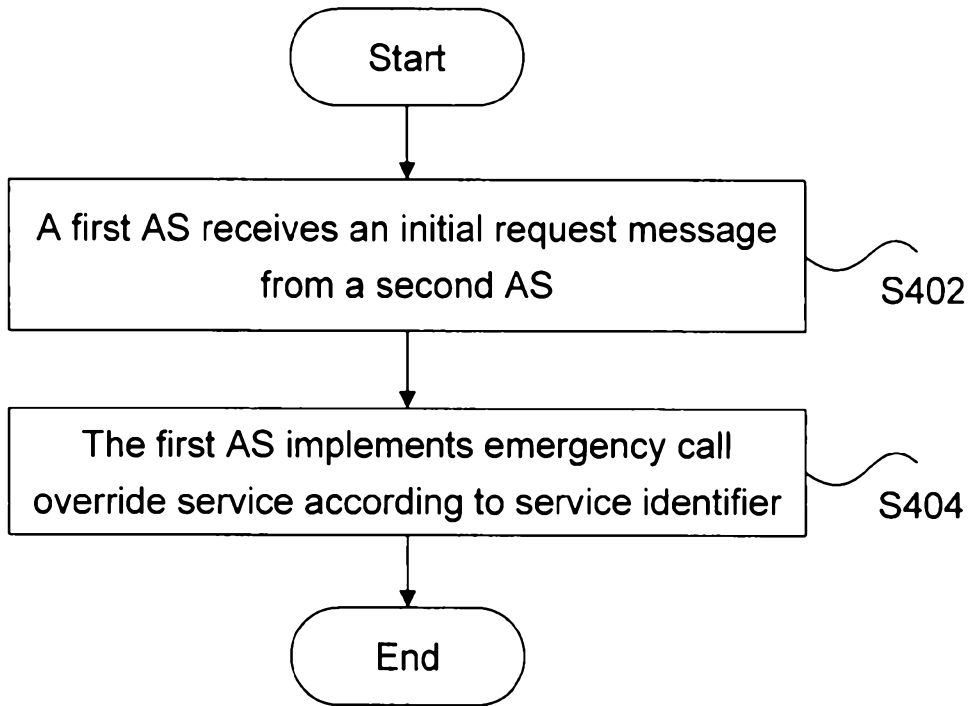 Start
A first AS receives an initial request message
from a second AS
S402
The first AS implements emergency call
override service according to service identifier
S404
End